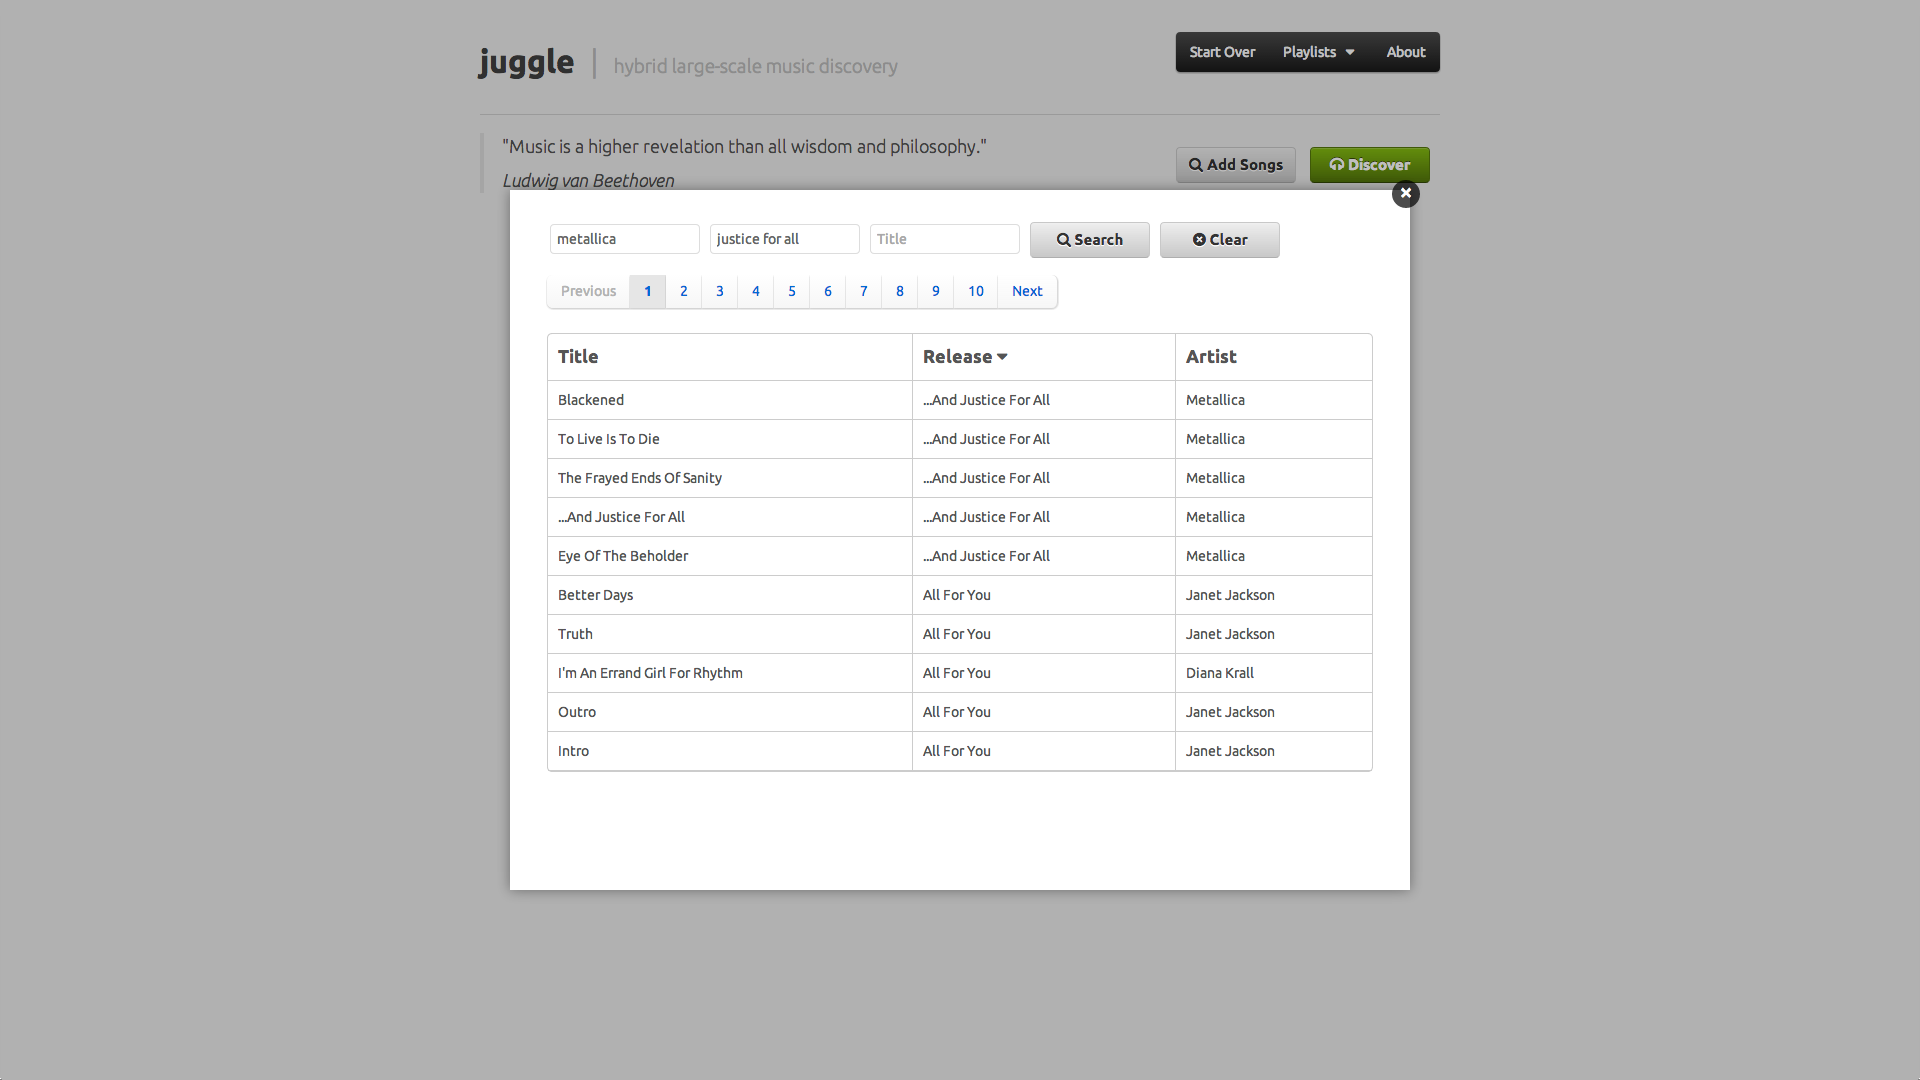 juggle
hybrid large-scale music discovery
Start Over Playlists About
"Music is a higher revelation than all wisdom and philosophy."
Ludwig van Beethoven
Add Songs Discover
metallica justice for all Title Search Clear
Previous 1 2 3 4 5 6 7 8 9 10 Next
Title Release Artist
Blackened ...And Justice For All Metallica
To Live Is To Die ...And Justice For All Metallica
The Frayed Ends Of Sanity ...And Justice For All Metallica
...And Justice For All ...And Justice For All Metallica
Eye Of The Beholder ...And Justice For All Metallica
Better Days All For You Janet Jackson
Truth All For You Janet Jackson
I'm An Errand Girl For Rhythm All For You Diana Krall
Outro All For You Janet Jackson
Intro All For You Janet Jackson